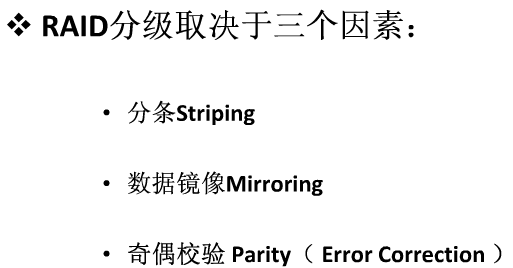 ❖ RAID分级取决于三个因素：
• 分条Striping
• 数据镜像Mirroring
• 奇偶校验 Parity（ Error Correction ）